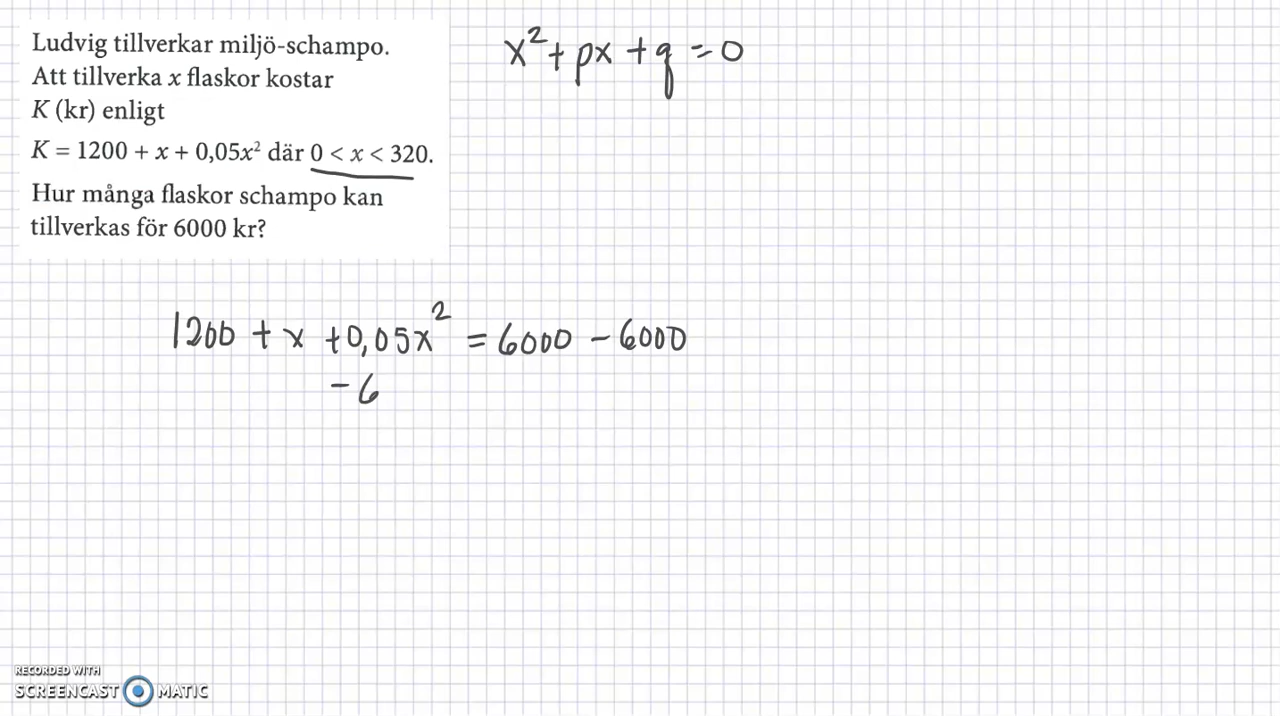 Ludvig tillverkar miljö-schampo.
Att tillverka x flaskor kostar
K (kr) enligt
K = 1200 + x + 0,05x² där 0 < x < 320.
Hur många flaskor schampo kan
tillverkas för 6000 kr?
x² + px + q = 0
1200 + x + 0,05x² = 6000 - 6000
- 6
RECORDED WITH
SCREENCAST MATIC